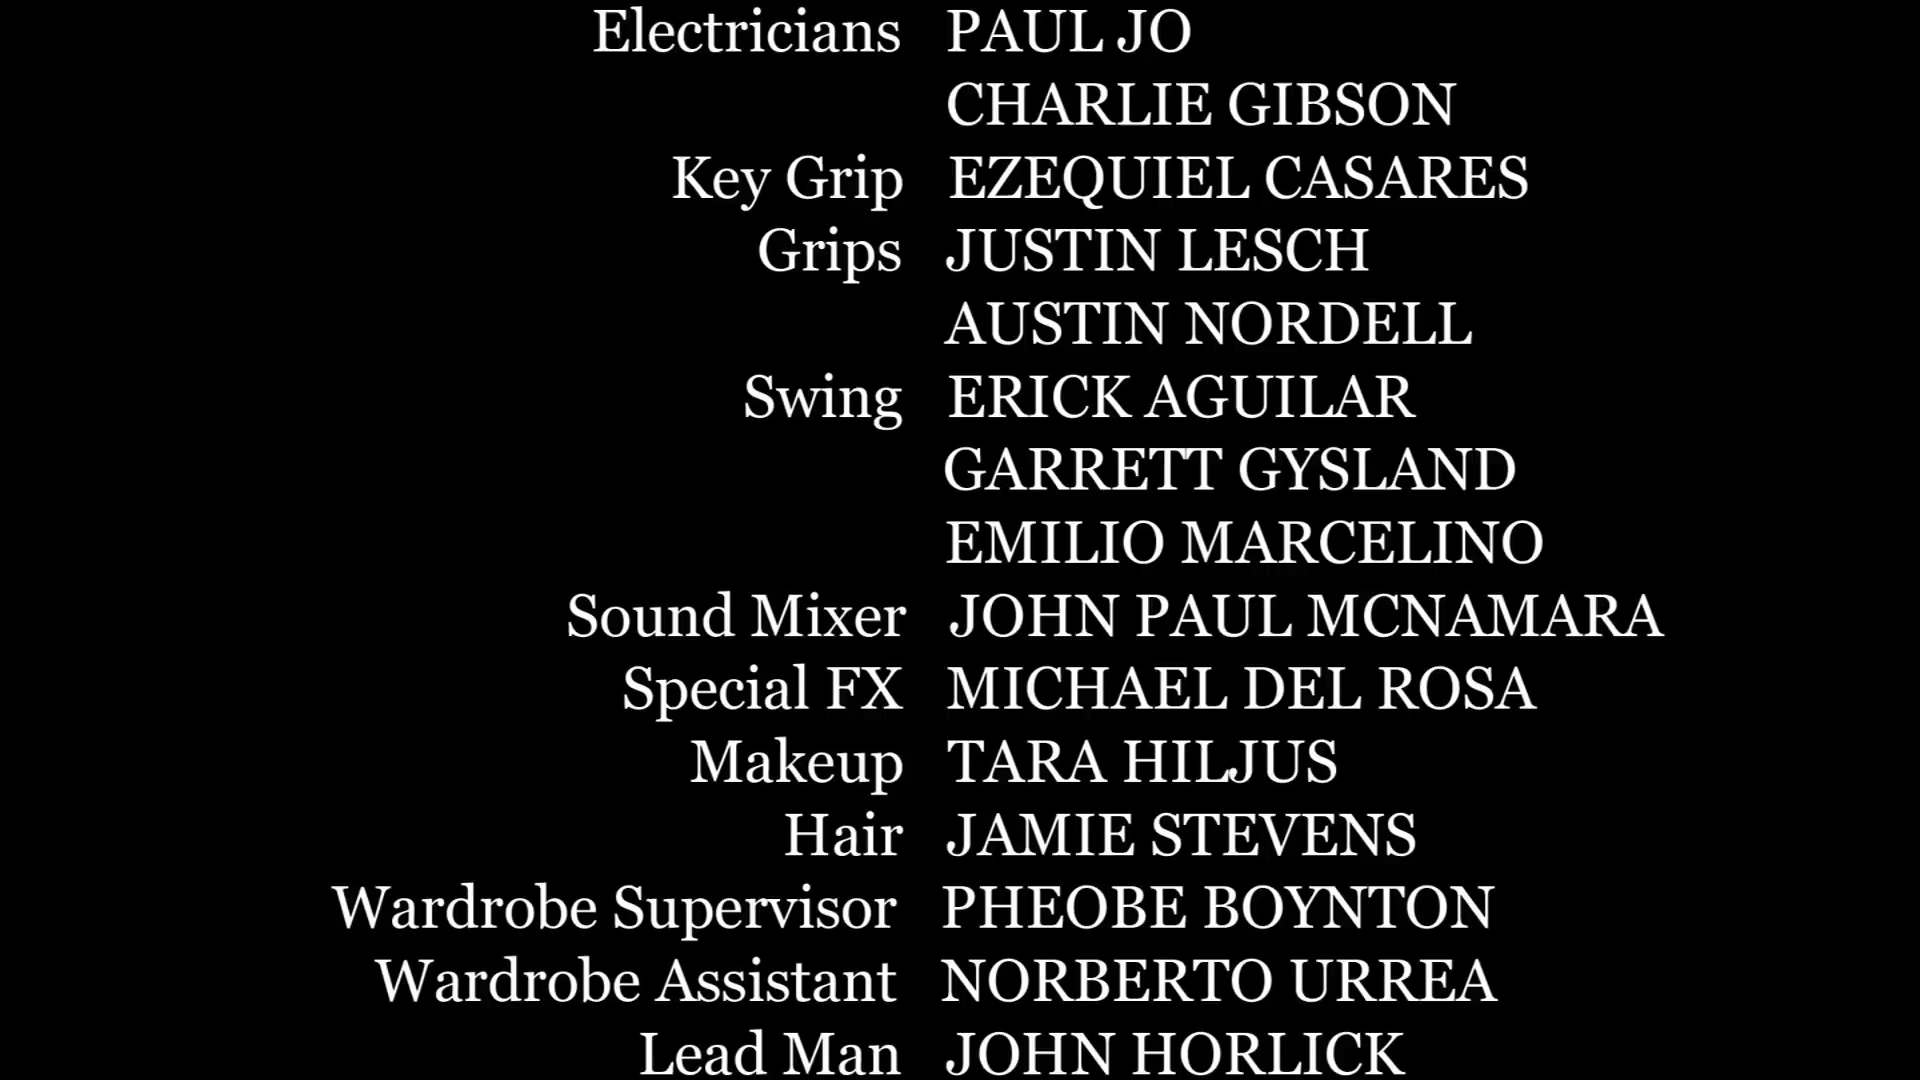 Electricians PAUL JO
CHARLIE GIBSON
Key Grip EZEQUIEL CASARES
Grips JUSTIN LESCH
AUSTIN NORDELL
Swing ERICK AGUILAR
GARRETT GYSLAND
EMILIO MARCELINO
Sound Mixer JOHN PAUL MCNAMARA
Special FX MICHAEL DEL ROSA
Makeup TARA HILJUS
Hair JAMIE STEVENS
Wardrobe Supervisor PHEOBE BOYNTON
Wardrobe Assistant NORBERTO URREA
Lead Man JOHN HORLICK